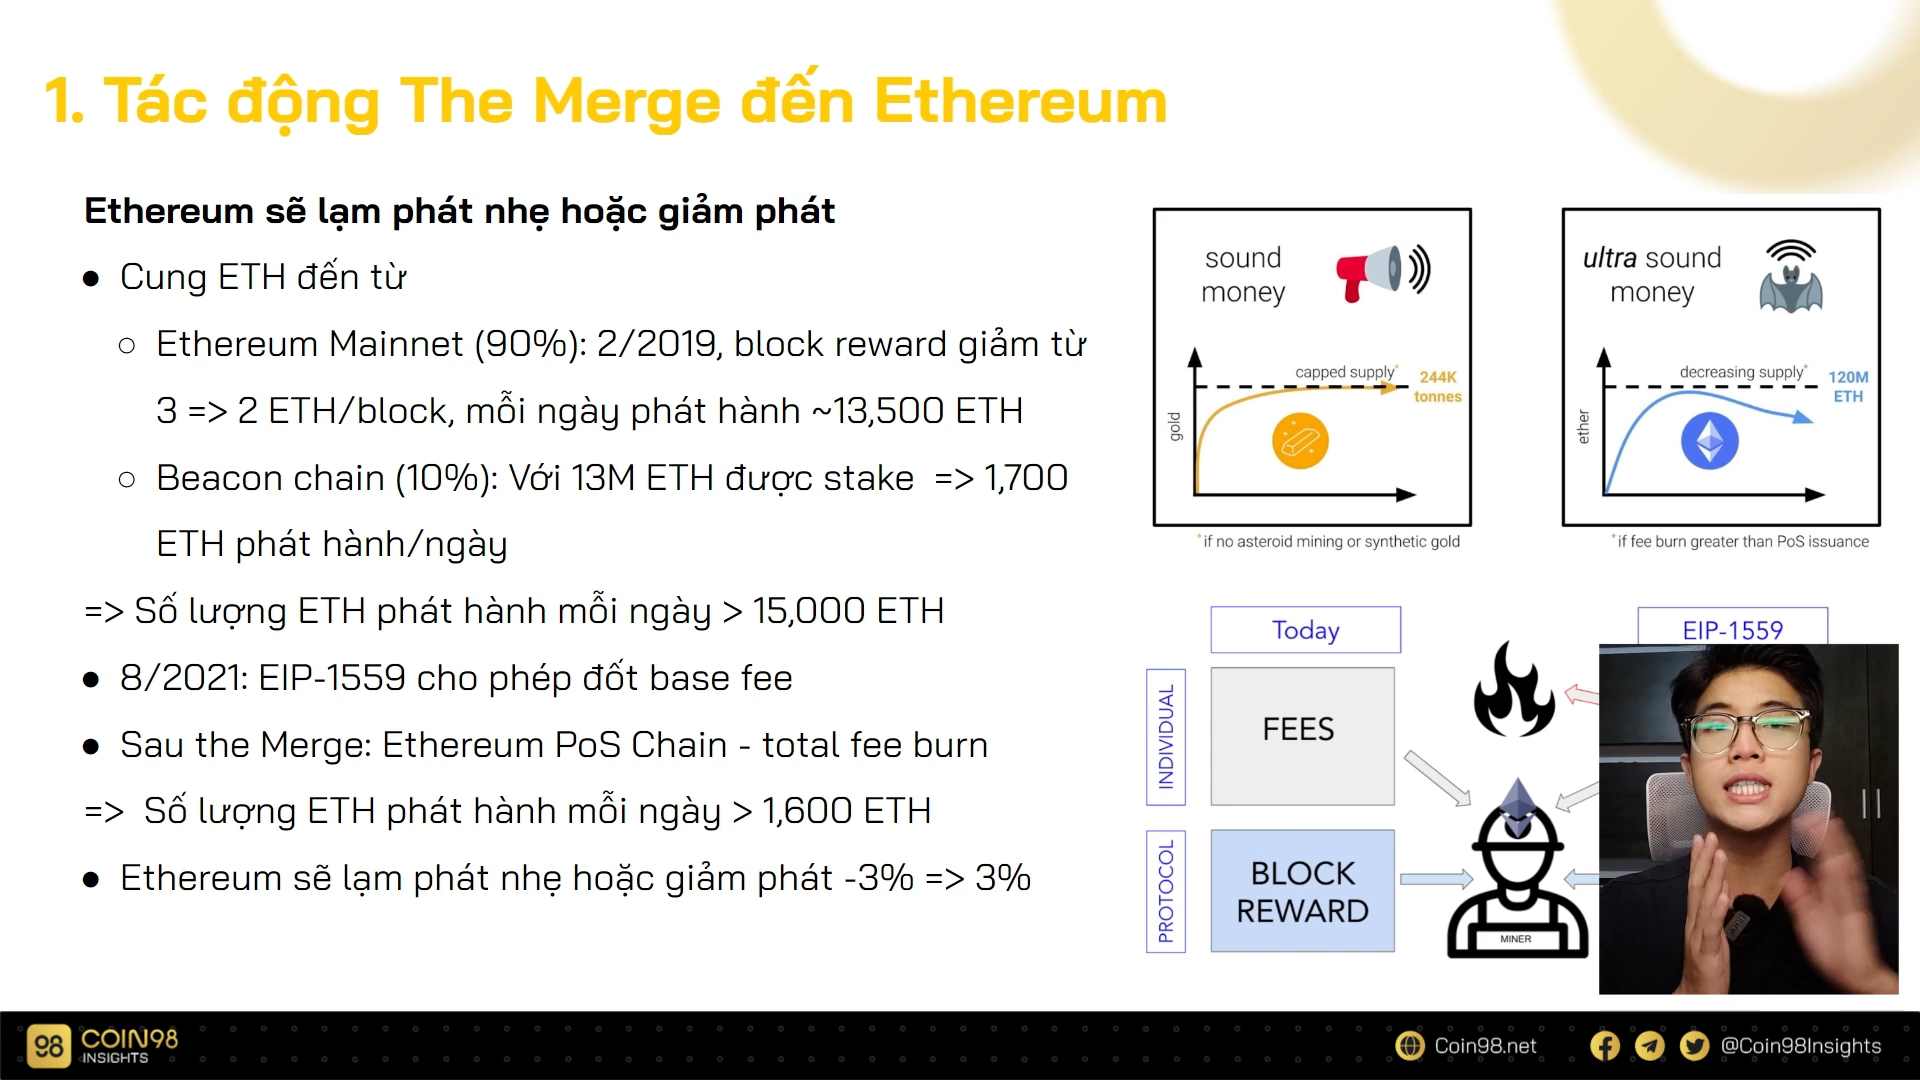 1. Tác động The Merge đến Ethereum
Ethereum sẽ lạm phát nhẹ hoặc giảm phát
● Cung ETH đến từ
○ Ethereum Mainnet (90%): 2/2019, block reward giảm từ
3 => 2 ETH/block, mỗi ngày phát hành ~13,500 ETH
○ Beacon chain (10%): Với 13M ETH được stake => 1,700
ETH phát hành/ngày
=> Số lượng ETH phát hành mỗi ngày > 15,000 ETH
● 8/2021: EIP-1559 cho phép đốt base fee
● Sau the Merge: Ethereum PoS Chain - total fee burn
=> Số lượng ETH phát hành mỗi ngày > 1,600 ETH
● Ethereum sẽ lạm phát nhẹ hoặc giảm phát -3% => 3%
sound
money
capped supply*
244K
tonnes
gold
*if no asteroid mining or synthetic gold
ultra sound
money
decreasing supply*
120M
ETH
ether
*if fee burn greater than PoS issuance
Today
EIP-1559
INDIVIDUAL
FEES
PROTOCOL
BLOCK
REWARD
MINER
98
COIN98
INSIGHTS
Coin98.net
@Coin98Insights